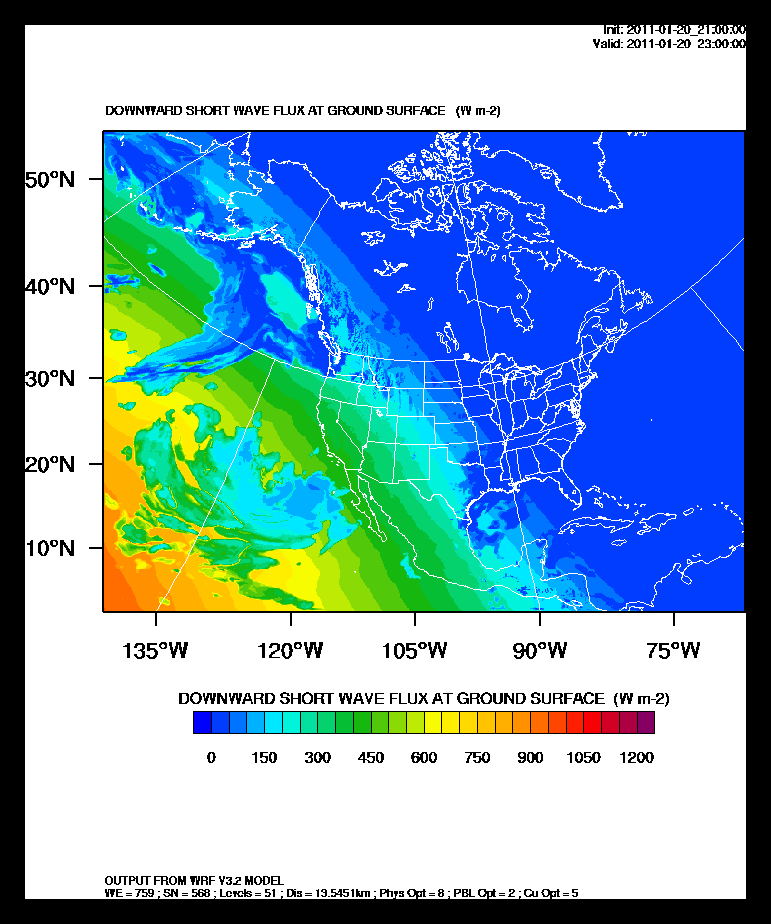 Init: 2011-01-20_21:00:00
Valid: 2011-01-20_23:00:00
DOWNWARD SHORT WAVE FLUX AT GROUND SURFACE (W m-2)
50°N
40°N
30°N
20°N
10°N
135°W 120°W 105°W 90°W 75°W
DOWNWARD SHORT WAVE FLUX AT GROUND SURFACE (W m-2)
0 150 300 450 600 750 900 1050 1200
OUTPUT FROM WRF V3.2 MODEL
WE = 759 ; SN = 568 ; Levels = 51 ; Dis = 13.5451km ; Phys Opt = 8 ; PBL Opt = 2 ; Cu Opt = 5